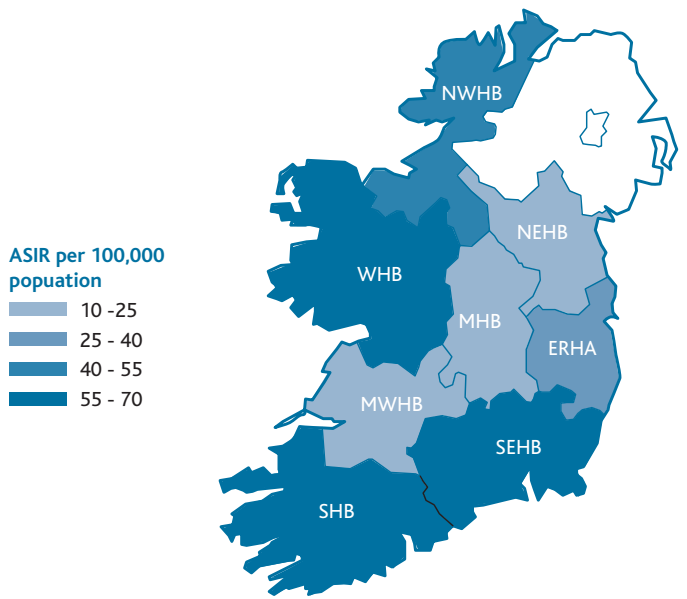 NWHB
NEHB
ASIR per 100,000
popuation
10 -25
25 - 40
40 - 55
55 - 70
WHB
MHB
ERHA
MWHB
SEHB
SHB